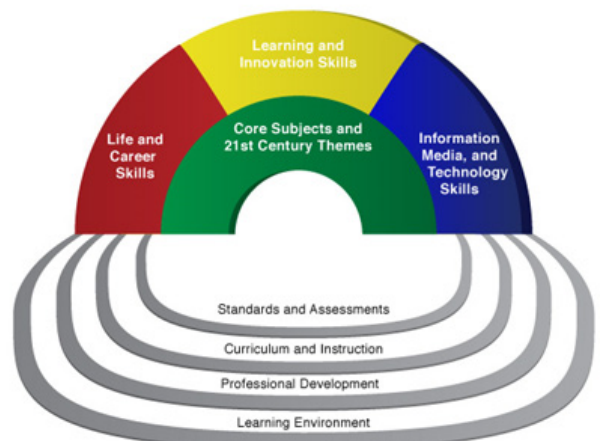 Learning and
Innovation Skills
Core Subjects and
21st Century Themes
Life and
Career
Skills
Information
Media, and
Technology
Skills
Standards and Assessments
Curriculum and Instruction
Professional Development
Learning Environment